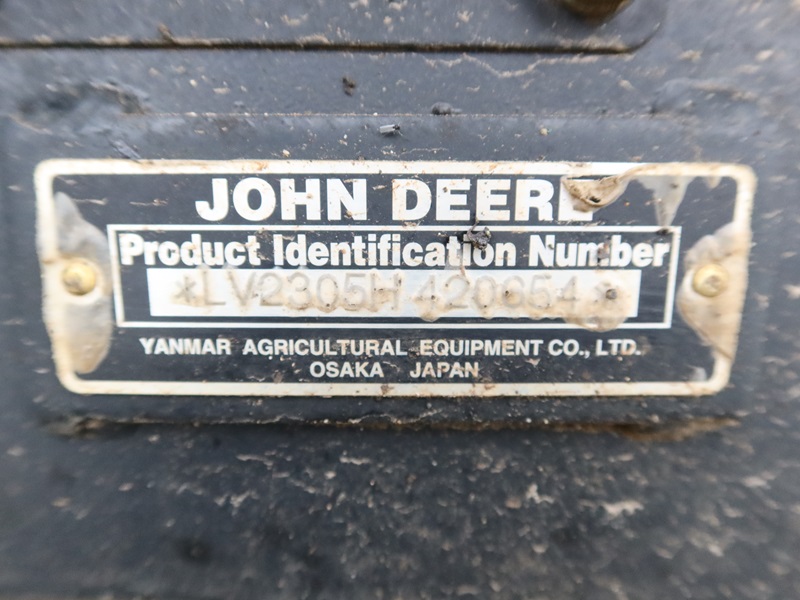 JOHN DEERE
Product Identification Number
*LV2305H420654*
YANMAR AGRICULTURAL EQUIPMENT CO., LTD.
OSAKA JAPAN